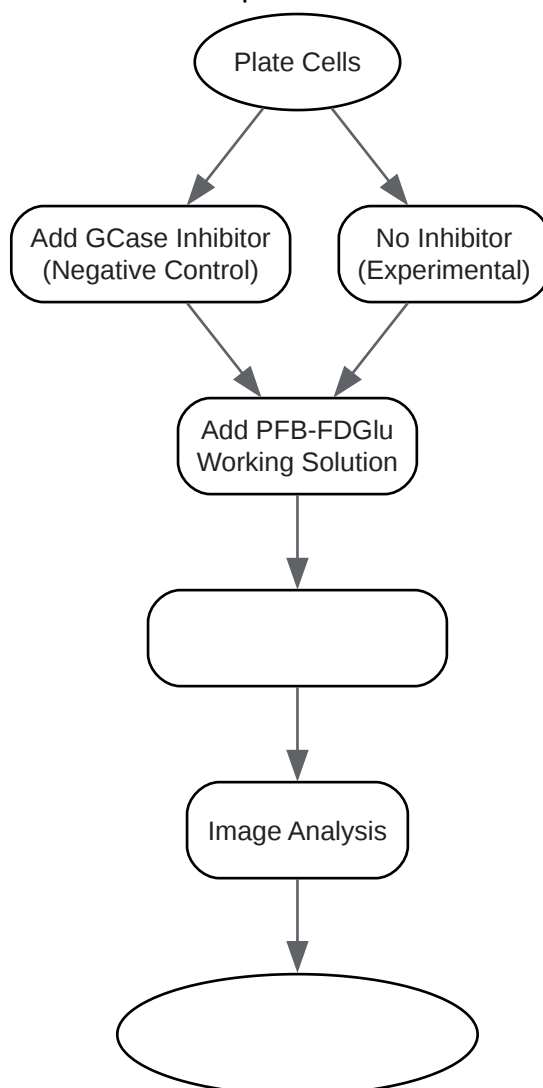 Plate Cells
Add GCase Inhibitor
(Negative Control)
No Inhibitor
(Experimental)
Add PFB-FDGlu
Working Solution
Image Analysis